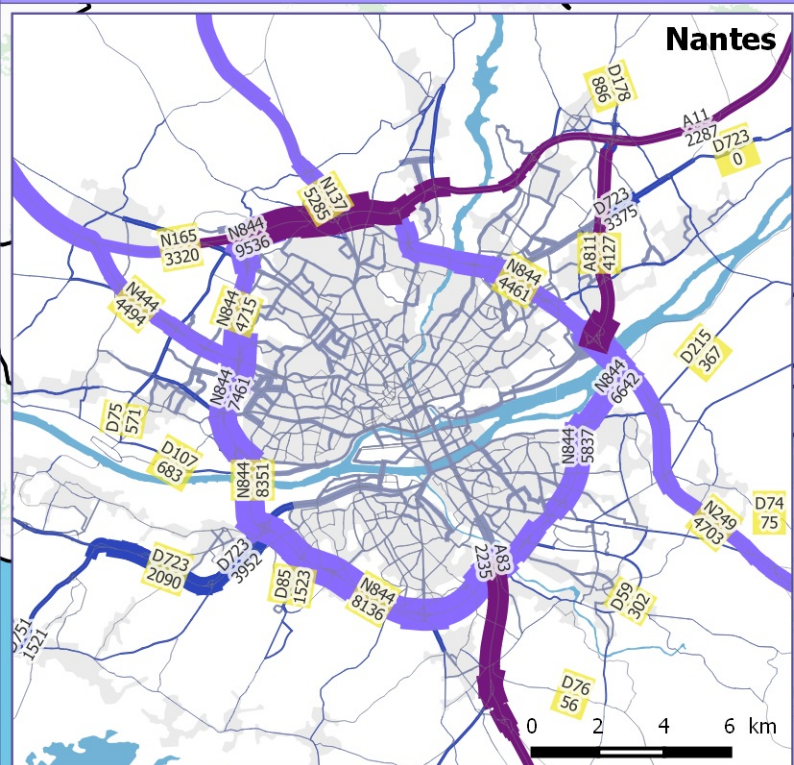 Nantes
D178
886
A11
2287
D723
0
N137
5285
D723
3375
N844
9536
N165
3320
A811
4127
N844
4461
N444
4494
N844
4715
D215
367
N844
7461
N844
6642
D75
571
N844
5837
D107
683
N844
8351
D74
75
N249
4703
D723
2090
D723
3952
A83
2235
D85
1523
N844
8136
D59
302
D751
1521
D76
56
0 2 4 6 km